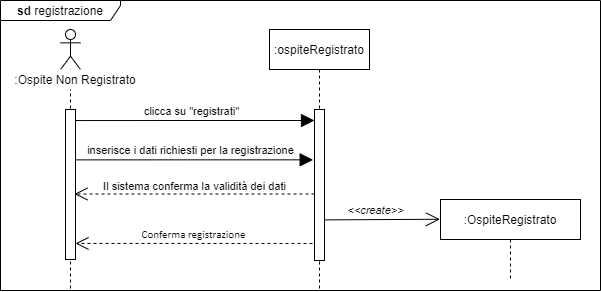 sd registrazione
:Ospite Non Registrato
:ospiteRegistrato
clicca su "registrati"
inserisce i dati richiesti per la registrazione
Il sistema conferma la validità dei dati
<<create>>
:OspiteRegistrato
Conferma registrazione